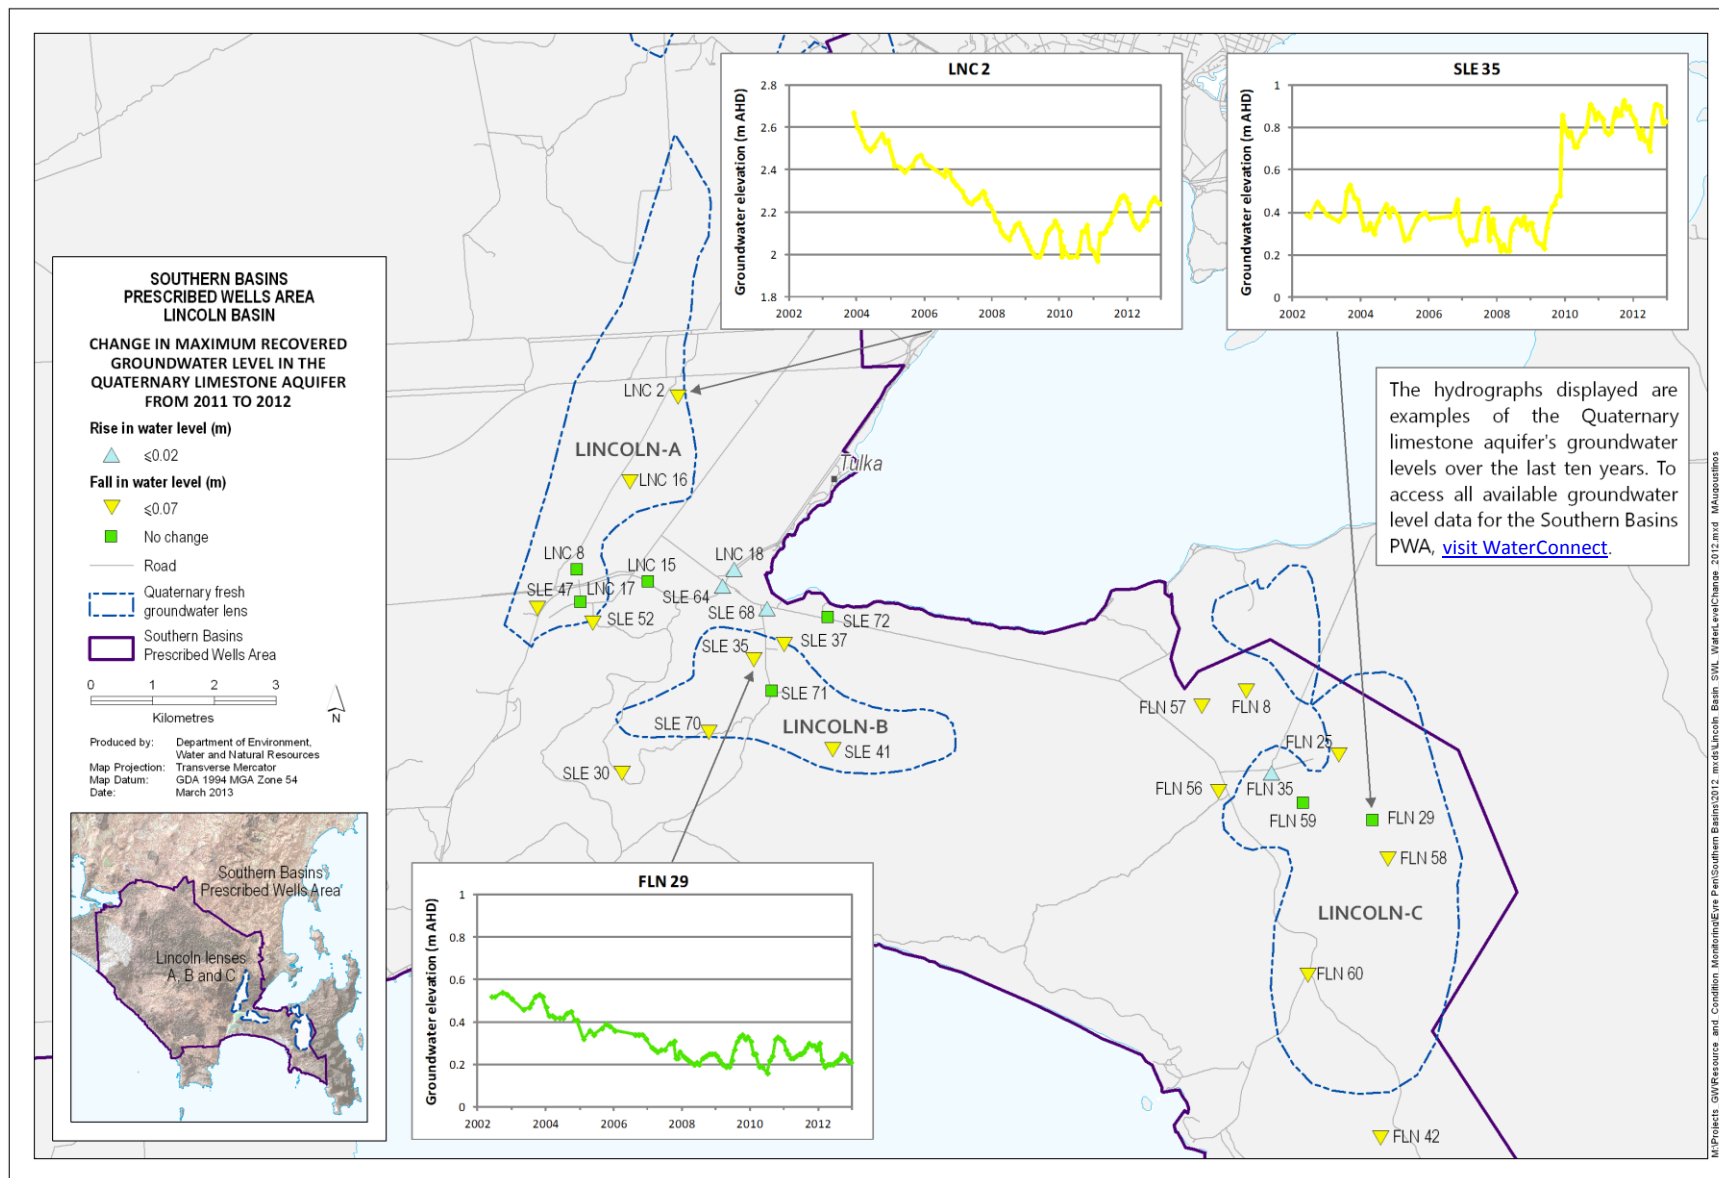 LNC 2
Groundwater elevation (m AHD)
2.8
2.6
2.4
2.2
2
1.8
2002
2004
2006
2008
2010
2012
SLE 35
Groundwater elevation (m AHD)
1
0.8
0.6
0.4
0.2
0
2002
2004
2006
2008
2010
2012
SOUTHERN BASINS
PRESCRIBED WELLS AREA
LINCOLN BASIN
CHANGE IN MAXIMUM RECOVERED
GROUNDWATER LEVEL IN THE
QUATERNARY LIMESTONE AQUIFER
FROM 2011 TO 2012
Rise in water level (m)
⩽0.02
Fall in water level (m)
⩽0.07
No change
Road
Quaternary fresh
groundwater lens
Southern Basins
Prescribed Wells Area
0 1 2 3
Kilometres
N
Produced by: Department of Environment,
Water and Natural Resources
Map Projection: Transverse Mercator
Map Datum: GDA 1994 MGA Zone 54
Date: March 2013
Southern Basins
Prescribed Wells Area
Lincoln lenses
A, B and C
The hydrographs displayed are
examples of the Quaternary
limestone aquifer's groundwater
levels over the last ten years. To
access all available groundwater
level data for the Southern Basins
PWA, visit WaterConnect.
LNC 2
LINCOLN-A
LNC 16
Tulka
LNC 8
LNC 15
LNC 18
SLE 47
LNC 17
SLE 64
SLE 52
SLE 68
SLE 72
SLE 35
SLE 37
SLE 71
SLE 70
LINCOLN-B
SLE 41
SLE 30
FLN 57
FLN 8
FLN 25
FLN 56
FLN 35
FLN 59
FLN 29
FLN 58
LINCOLN-C
FLN 60
FLN 42
FLN 29
Groundwater elevation (m AHD)
1
0.8
0.6
0.4
0.2
0
2002
2004
2006
2008
2010
2012
M:\Projects_GW\Resource_and_Condition_Monitoring\Eyre Pen\Southern Basins\2012_mxds\Lincoln_Basin_SWL_WaterLevelChange_2012.mxd MAugoustinos